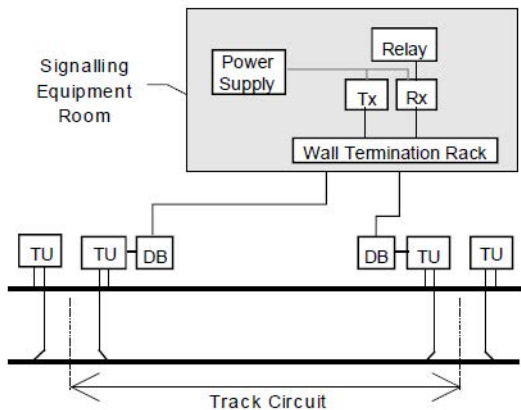 Signalling
Equipment
Room
Power
Supply
Relay
Tx
Rx
Wall Termination Rack
TU
TU
DB
DB
TU
TU
Track Circuit